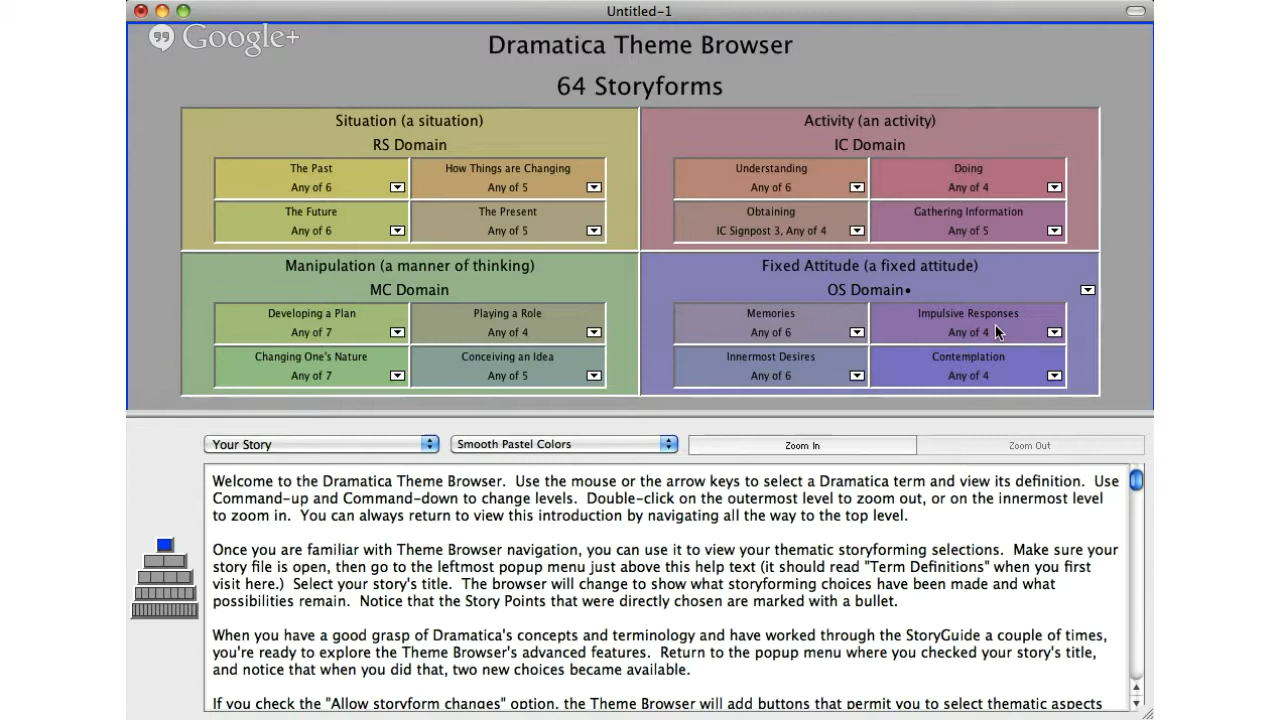 Untitled-1
Google+
Dramatica Theme Browser
64 Storyforms
Situation (a situation)
RS Domain
The Past
Any of 6
How Things are Changing
Any of 5
The Future
Any of 6
The Present
Any of 5
Activity (an activity)
IC Domain
Understanding
Any of 6
Doing
Any of 4
Obtaining
IC Signpost 3, Any of 4
Gathering Information
Any of 5
Manipulation (a manner of thinking)
MC Domain
Developing a Plan
Any of 7
Playing a Role
Any of 4
Changing One's Nature
Any of 7
Conceiving an Idea
Any of 5
Fixed Attitude (a fixed attitude)
OS Domain•
Memories
Any of 6
Impulsive Responses
Any of 4
Innermost Desires
Any of 6
Contemplation
Any of 4
Your Story
Smooth Pastel Colors
Zoom In
Zoom Out
Welcome to the Dramatica Theme Browser. Use the mouse or the arrow keys to select a Dramatica term and view its definition. Use
Command-up and Command-down to change levels. Double-click on the outermost level to zoom out, or on the innermost level
to zoom in. You can always return to view this introduction by navigating all the way to the top level.
Once you are familiar with Theme Browser navigation, you can use it to view your thematic storyforming selections. Make sure your
story file is open, then go to the leftmost popup menu just above this help text (it should read "Term Definitions" when you first
visit here.) Select your story's title. The browser will change to show what storyforming choices have been made and what
possibilities remain. Notice that the Story Points that were directly chosen are marked with a bullet.
When you have a good grasp of Dramatica's concepts and terminology and have worked through the StoryGuide a couple of times,
you're ready to explore the Theme Browser's advanced features. Return to the popup menu where you checked your story's title,
and notice that when you did that, two new choices became available.
If you check the "Allow storyform changes" option, the Theme Browser will add buttons that permit you to select thematic aspects